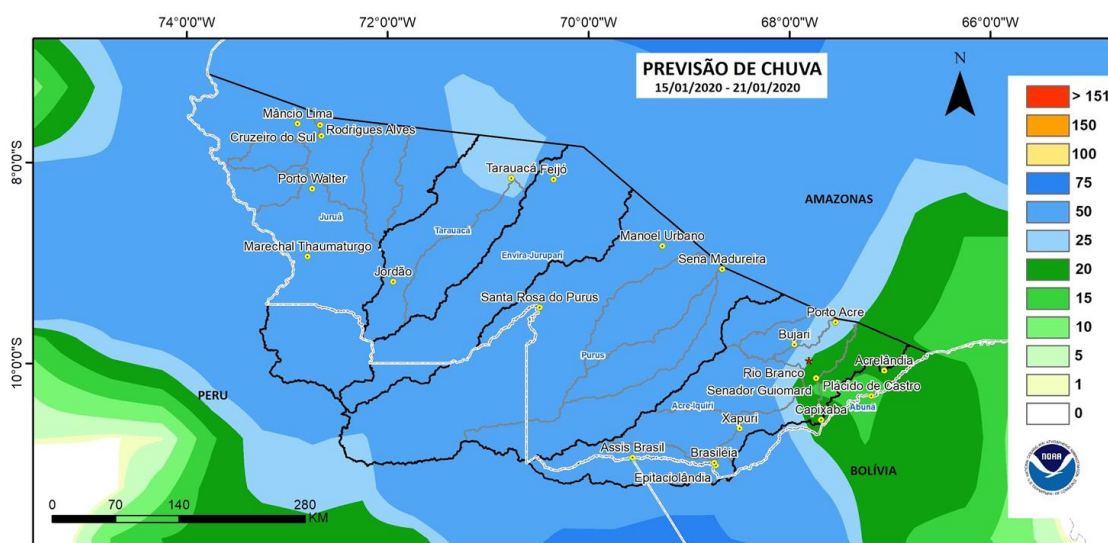 74°0'0"W
72°0'0"W
70°0'0"W
68°0'0"W
66°0'0"W
PREVISÃO DE CHUVA
15/01/2020 - 21/01/2020
N
> 151
150
100
75
50
25
20
15
10
5
1
0
8°0'0"S
10°0'0"S
Mâncio Lima
Cruzeiro do Sul
Rodrigues Alves
Porto Walter
Juruá
Marechal Thaumaturgo
Tarauacá
Feijó
Tarauacá
Jordão
Envira-Jurupari
AMAZONAS
Manoel Urbano
Sena Madureira
Santa Rosa do Purus
Purus
Porto Acre
Bujari
Acrelândia
Rio Branco
Plácido de Castro
Senador Guiomard
Abunã
Acre-Iquiri
Capixaba
Xapuri
Assis Brasil
Brasiléia
Epitaciolândia
PERU
BOLÍVIA
0
70
140
280
KM
NOAA